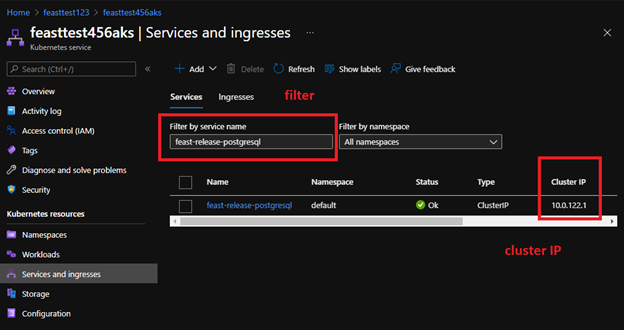 Home > feasttest123 > feasttest456aks
feasttest456aks | Services and ingresses ...
Kubernetes service
Search (Ctrl+/)
Overview
Activity log
Access control (IAM)
Tags
Diagnose and solve problems
Security
Kubernetes resources
Namespaces
Workloads
Services and ingresses
Storage
Configuration
Add
Delete
Refresh
Show labels
Give feedback
Services
Ingresses
filter
Filter by service name
feast-release-postgresql
Filter by namespace
All namespaces
Name Namespace Status Type Cluster IP
feast-release-postgresql default Ok ClusterIP 10.0.122.1
cluster IP